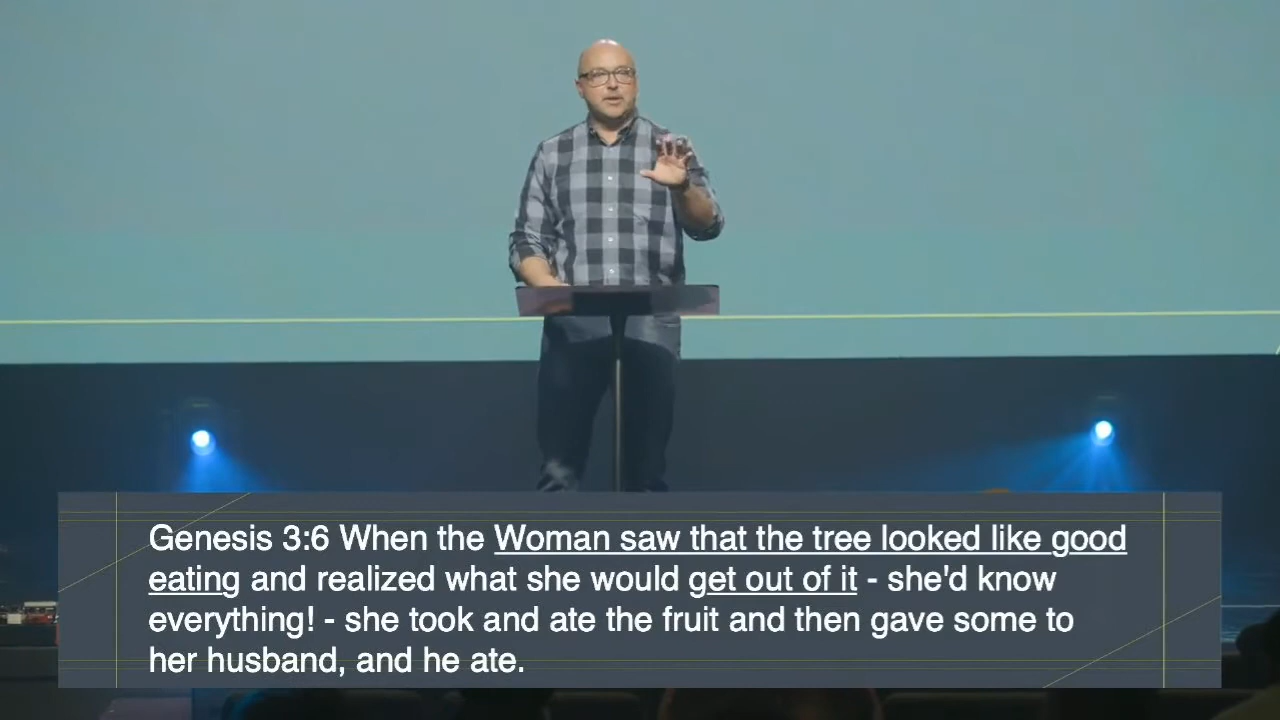 Genesis 3:6 When the Woman saw that the tree looked like good
eating and realized what she would get out of it - she'd know
everything! - she took and ate the fruit and then gave some to
her husband, and he ate.